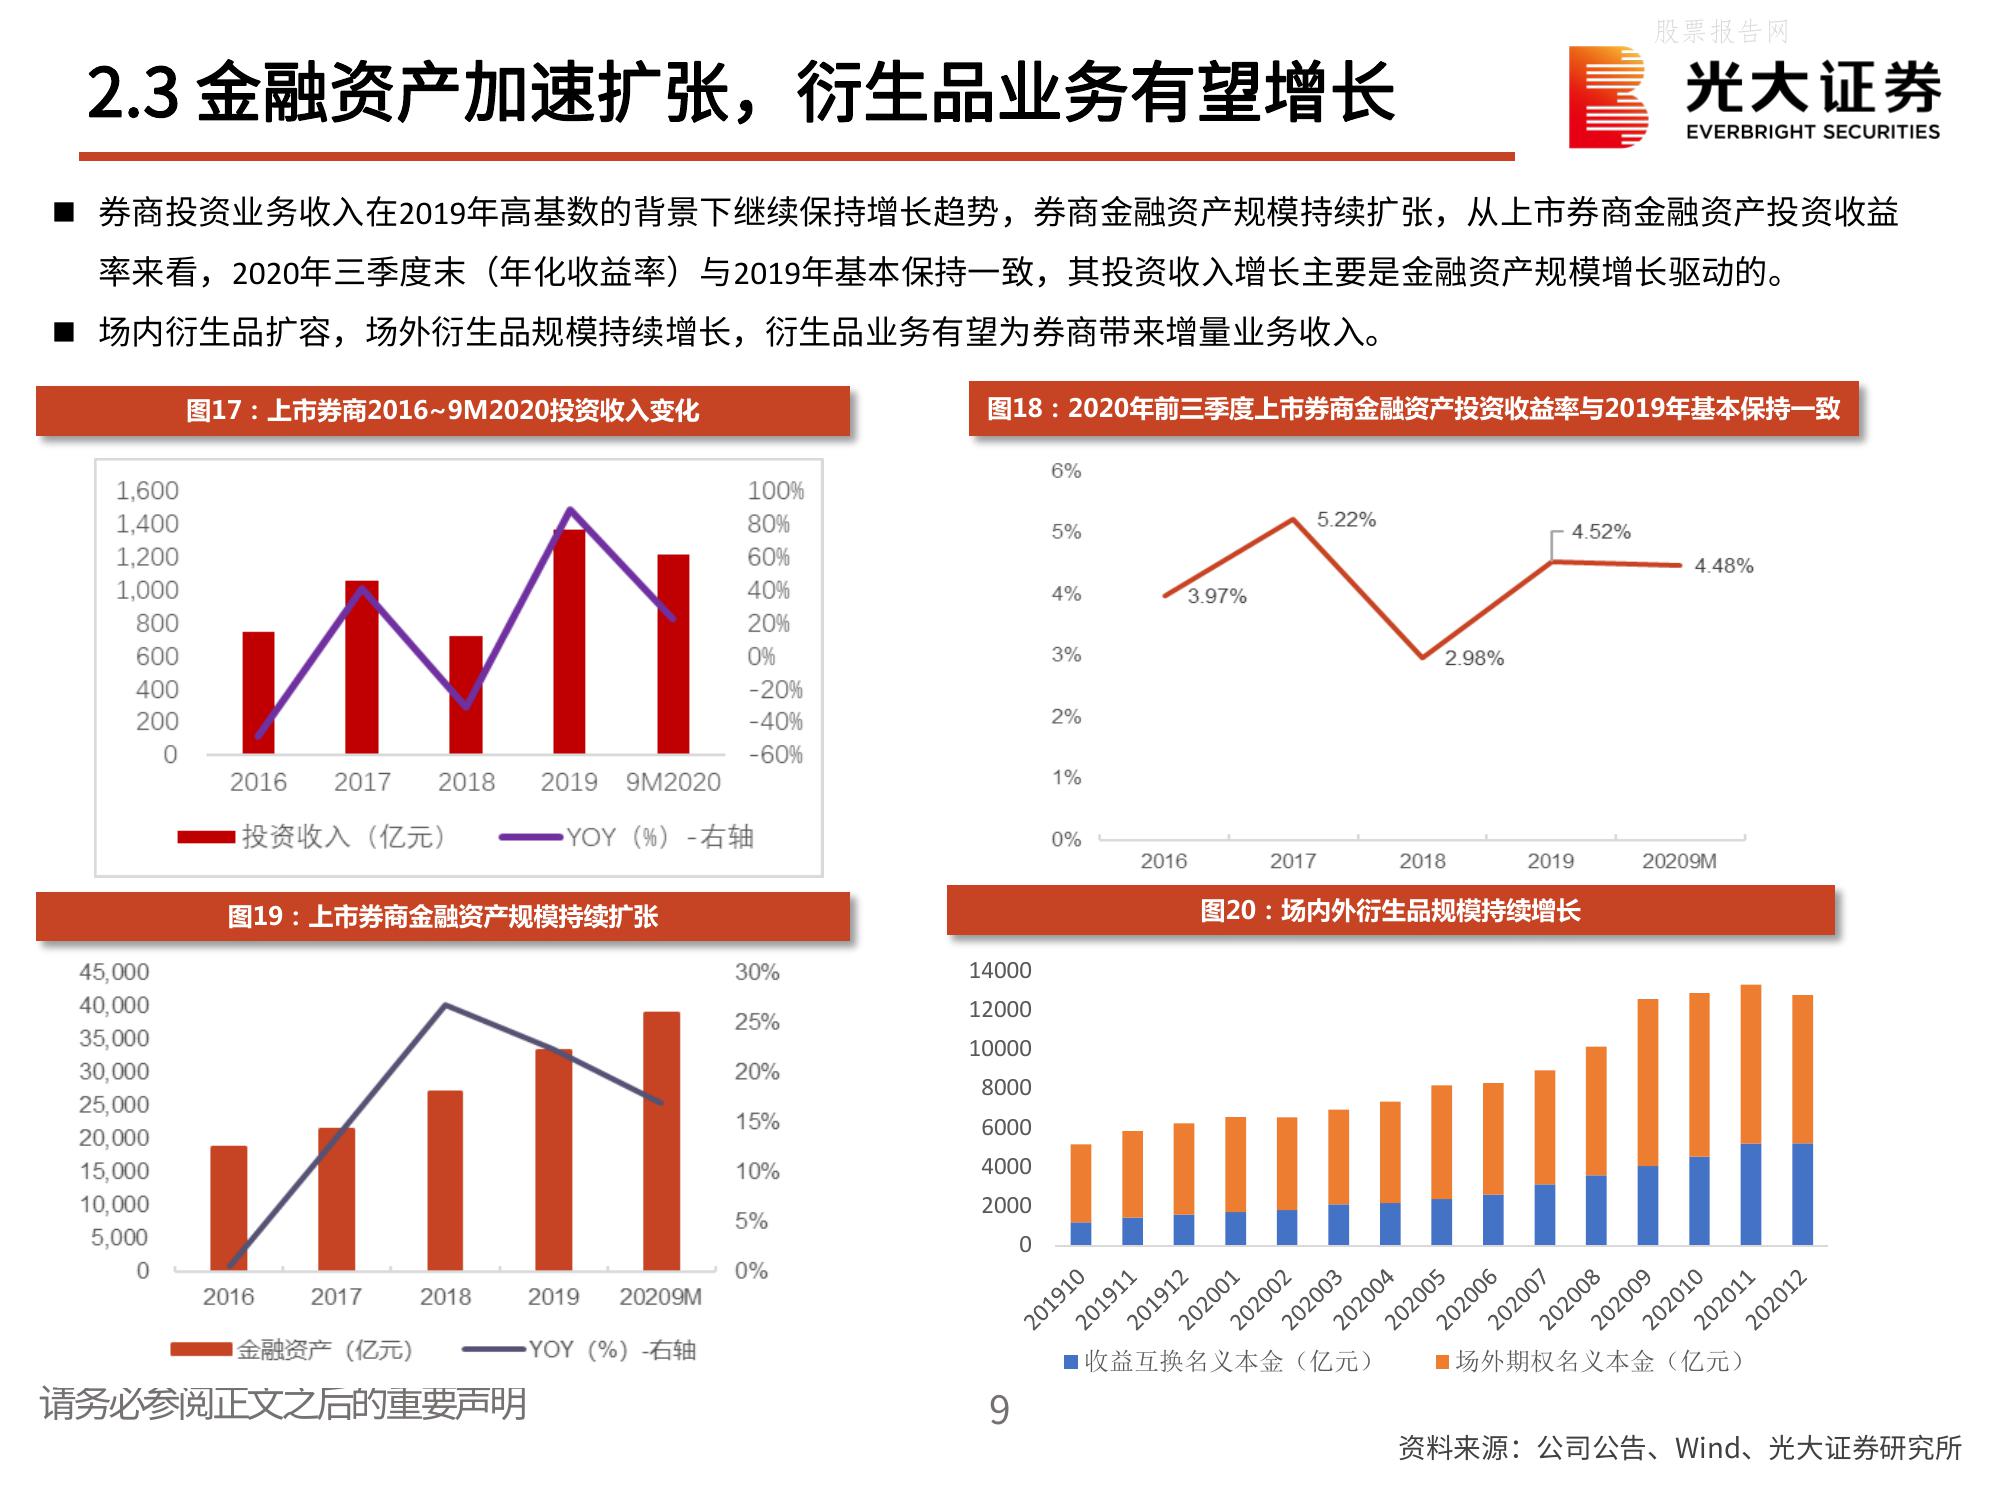 股票报告网
2.3 金融资产加速扩张，衍生品业务有望增长
光大证券
EVERBRIGHT SECURITIES
■ 券商投资业务收入在2019年高基数的背景下继续保持增长趋势，券商金融资产规模持续扩张，从上市券商金融资产投资收益
率来看，2020年三季度末（年化收益率）与2019年基本保持一致，其投资收入增长主要是金融资产规模增长驱动的。
■ 场内衍生品扩容，场外衍生品规模持续增长，衍生品业务有望为券商带来增量业务收入。
图17：上市券商2016~9M2020投资收入变化
1,600
1,400
1,200
1,000
800
600
400
200
0
100%
80%
60%
40%
20%
0%
-20%
-40%
-60%
2016 2017 2018 2019 9M2020
投资收入（亿元） YOY（%）-右轴
图18：2020年前三季度上市券商金融资产投资收益率与2019年基本保持一致
6%
5%
4%
3%
2%
1%
0%
3.97%
5.22%
2.98%
4.52%
4.48%
2016 2017 2018 2019 20209M
图19：上市券商金融资产规模持续扩张
45,000
40,000
35,000
30,000
25,000
20,000
15,000
10,000
5,000
0
30%
25%
20%
15%
10%
5%
0%
2016 2017 2018 2019 20209M
金融资产（亿元） YOY（%）-右轴
图20：场内外衍生品规模持续增长
14000
12000
10000
8000
6000
4000
2000
0
201910 201911 201912 202001 202002 202003 202004 202005 202006 202007 202008 202009 202010 202011 202012
收益互换名义本金（亿元） 场外期权名义本金（亿元）
请务必参阅正文之后的重要声明
9
资料来源：公司公告、Wind、光大证券研究所